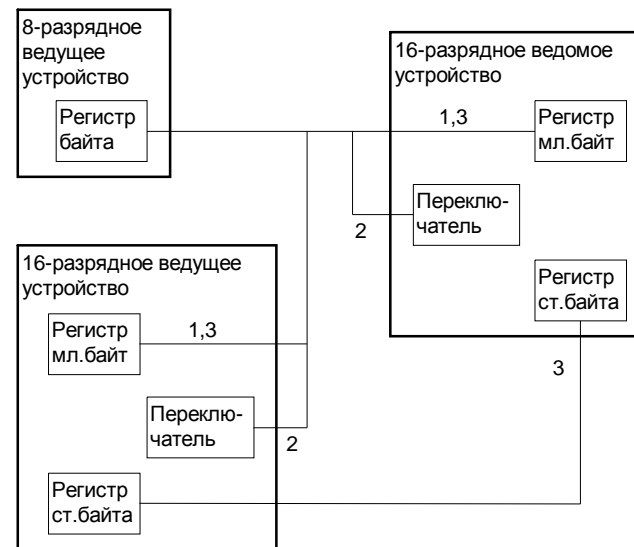 8-разрядное
ведущее
устройство
Регистр
байта
16-разрядное ведомое
устройство
1,3
Регистр
мл.байт
Переклю-
чатель
2
Регистр
ст.байта
3
16-разрядное ведущее
устройство
Регистр
мл.байт
1,3
Переклю-
чатель
2
Регистр
ст.байта